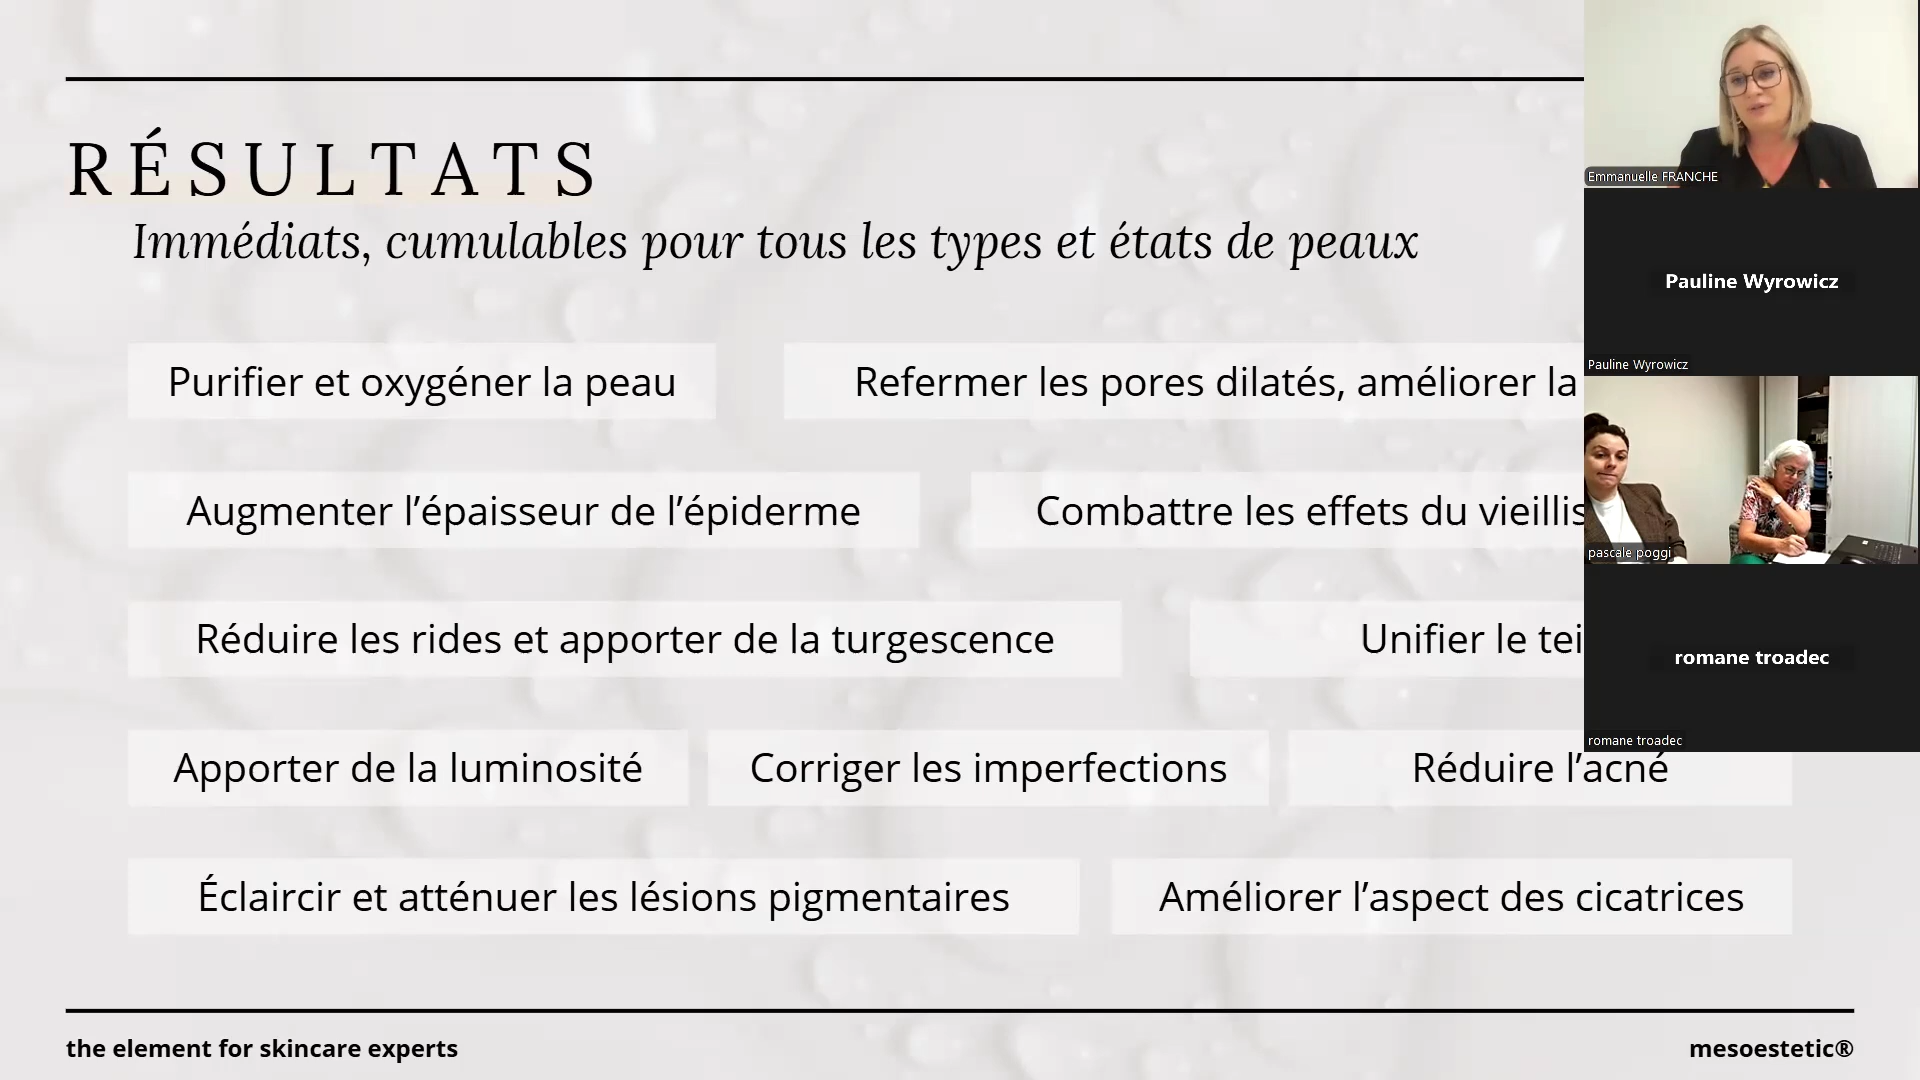 RÉSULTATS
Immédiats, cumulables pour tous les types et états de peaux
Purifier et oxygéner la peau
Refermer les pores dilatés, améliorer la
Augmenter l’épaisseur de l’épiderme
Combattre les effets du
Réduire les rides et apporter de la turgescence
Unifier le
Apporter de la luminosité
Corriger les imperfections
Réduire l’acné
Éclaircir et atténuer les lésions pigmentaires
Améliorer l’aspect des cicatrices
the element for skincare experts
mesoestetic®
Emmanuelle FRANCHE
Pauline Wyrowicz
Pauline Wyrowicz
pascale poggi
romane troadec
romane troadec